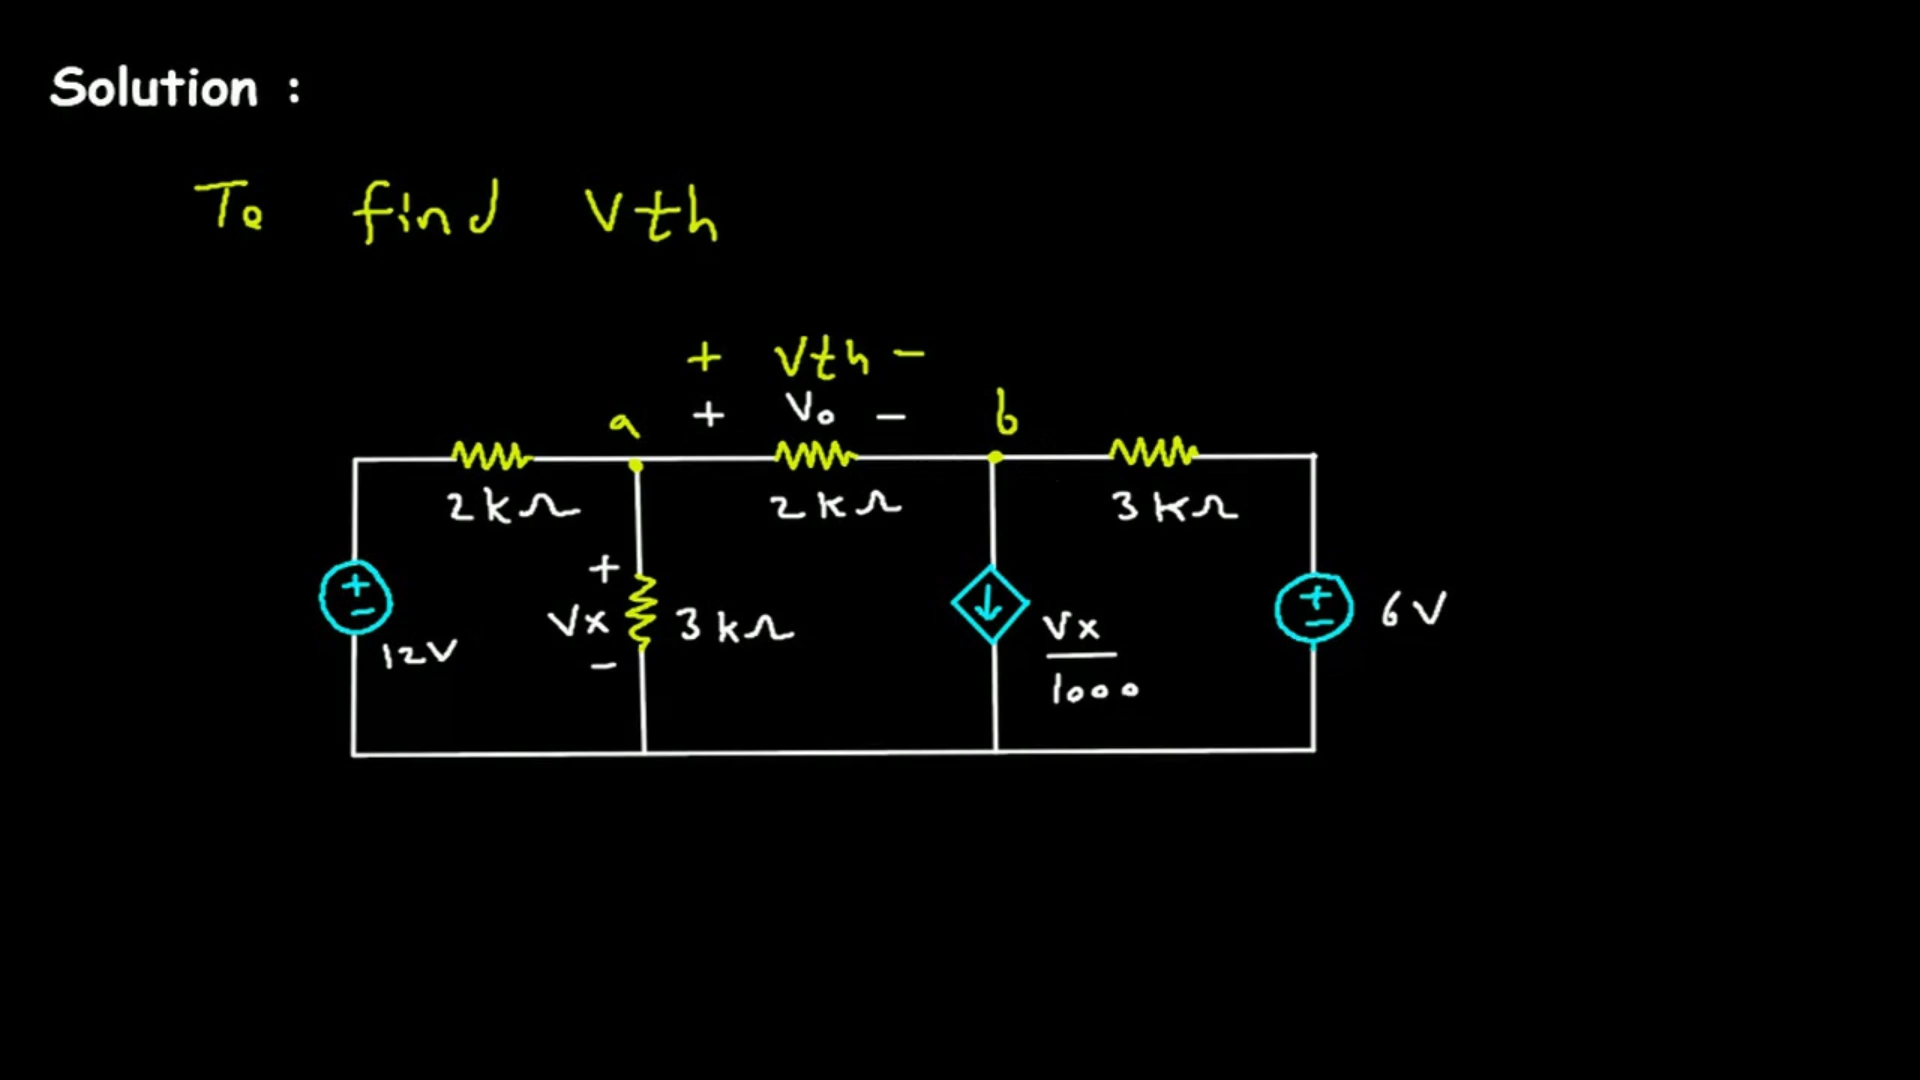 Solution :
To find Vth
+ Vth -
a + Vo - b
2kΩ 2kΩ 3kΩ
+ -
12V
+ Vx - 3kΩ
Vx
1000
+ - 6V